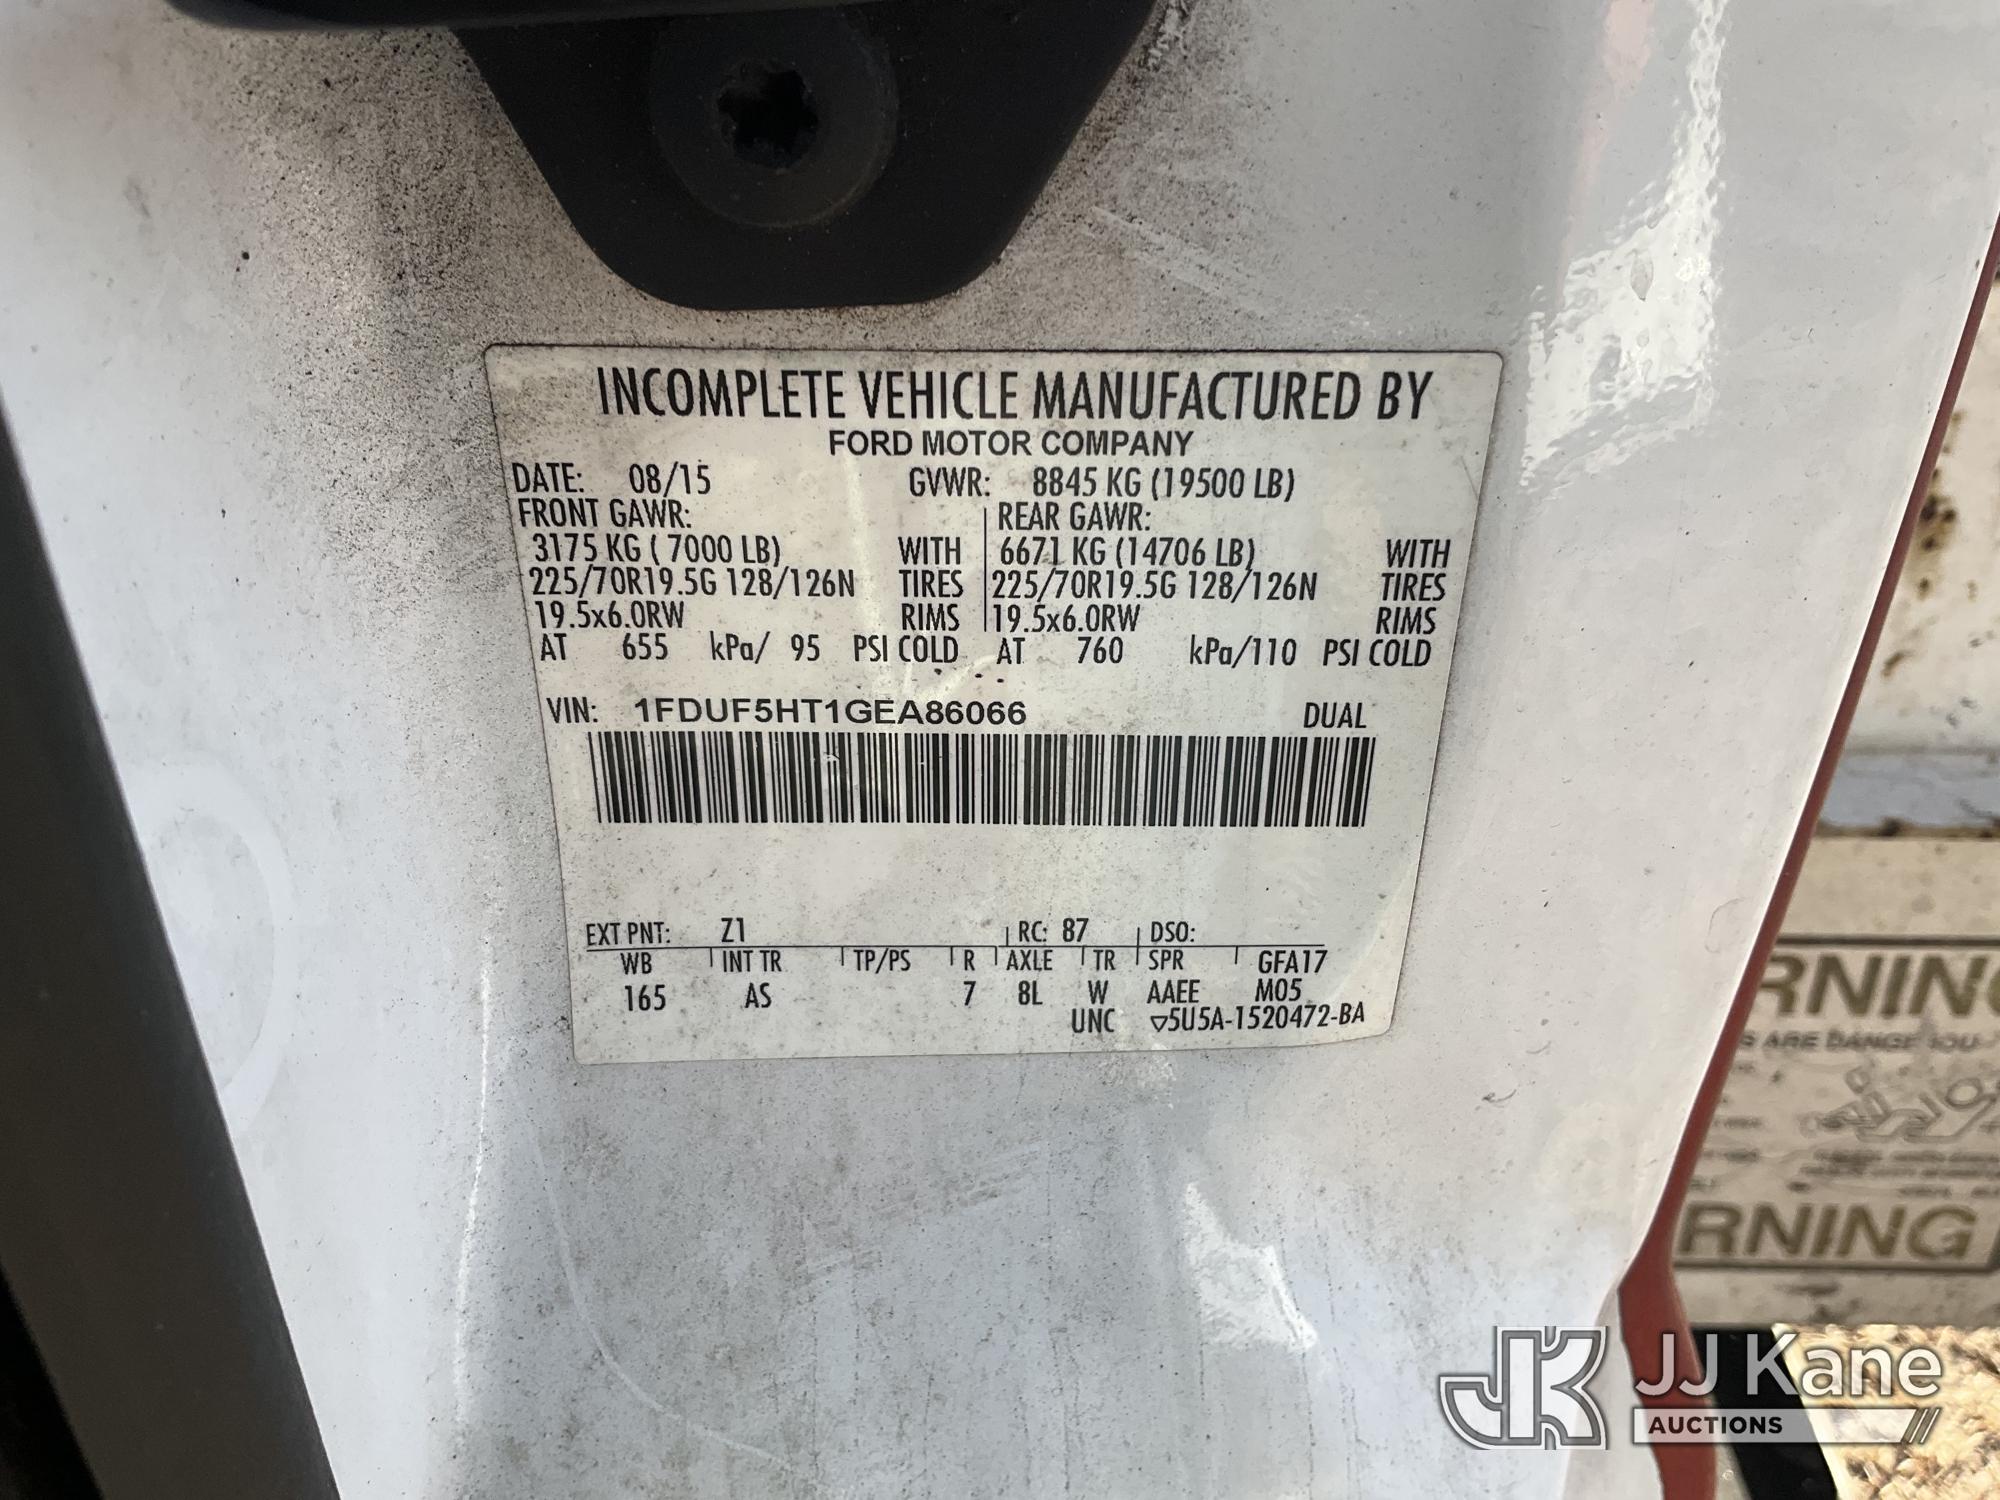 INCOMPLETE VEHICLE MANUFACTURED BY
FORD MOTOR COMPANY
DATE: 08/15 GVWR: 8845 KG (19500 LB)
FRONT GAWR: REAR GAWR:
3175 KG ( 7000 LB) WITH 6671 KG (14706 LB) WITH
225/70R19.5G 128/126N TIRES 225/70R19.5G 128/126N TIRES
19.5x6.0RW RIMS 19.5x6.0RW RIMS
AT 655 kPa/ 95 PSI COLD AT 760 kPa/110 PSI COLD
VIN: 1FDUF5HT1GEA86066 DUAL
EXT PNT: Z1 RC: 87 DSO:
WB INT TR TP/PS R AXLE TR SPR GFA17
165 AS 7 8L W AAEE M05
UNC ▽5U5A-1520472-BA
RNING
ARE DANGE YOU
RNING
JK JJ Kane
AUCTIONS